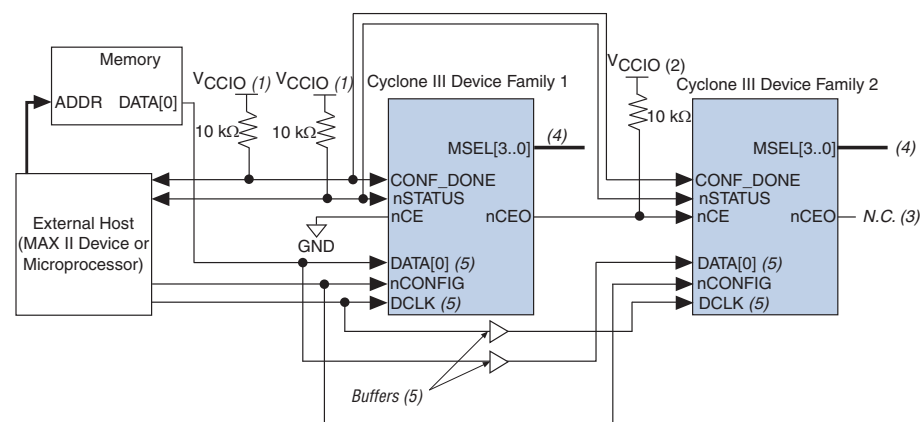 Memory
ADDR DATA[0]
VCCIO (1) VCCIO (1)
10 kΩ 10 kΩ
Cyclone III Device Family 1
MSEL[3..0] (4)
CONF_DONE
nSTATUS
nCE nCEO
GND
DATA[0] (5)
nCONFIG
DCLK (5)
VCCIO (2)
10 kΩ
Cyclone III Device Family 2
MSEL[3..0] (4)
CONF_DONE
nSTATUS
nCE nCEO N.C. (3)
DATA[0] (5)
nCONFIG
DCLK (5)
External Host
(MAX II Device or
Microprocessor)
Buffers (5)